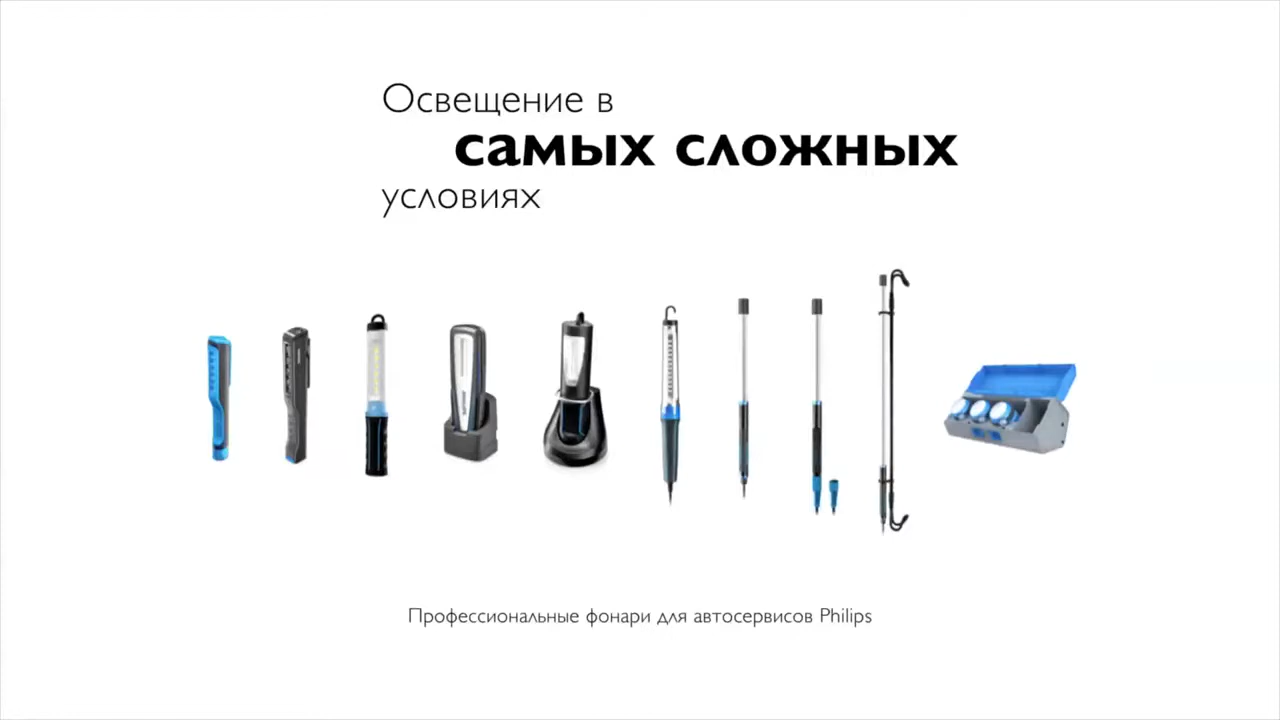 Освещение в
самых сложных
условиях
Профессиональные фонари для автосервисов Philips